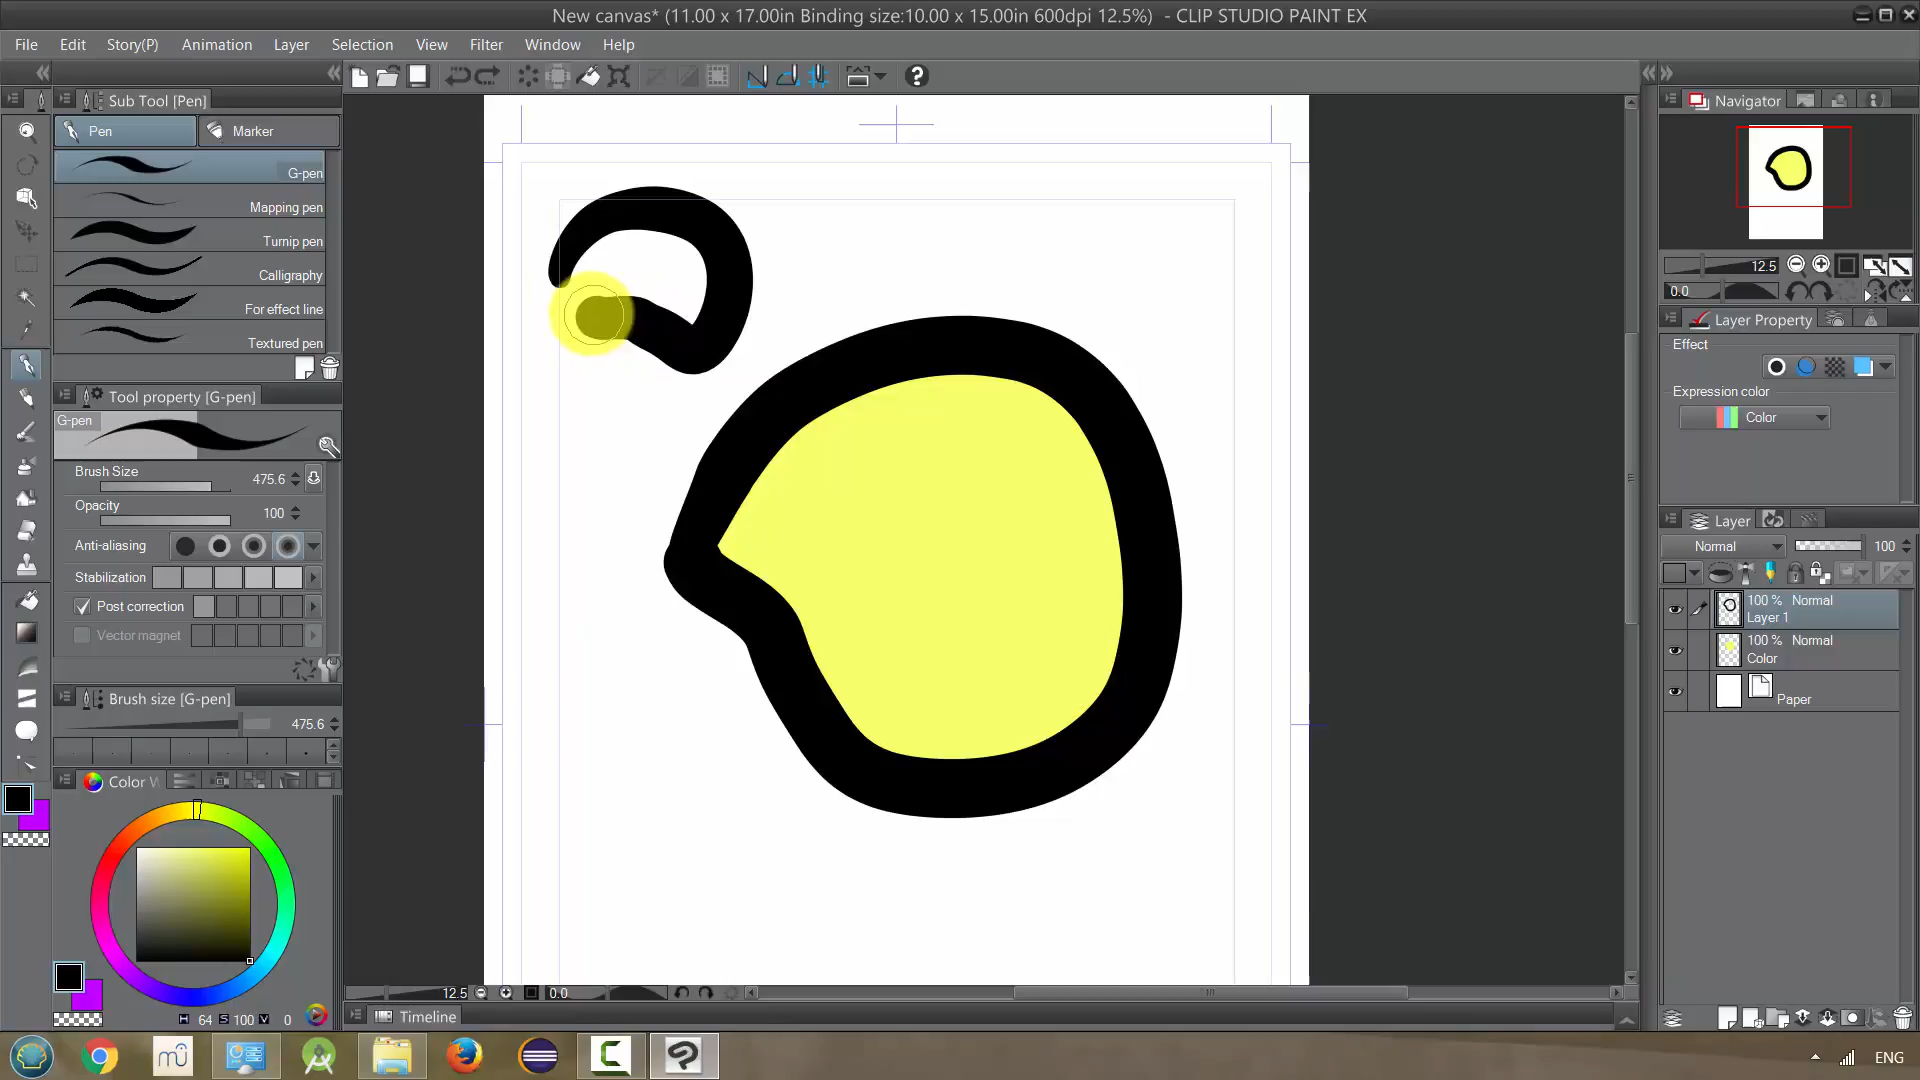 New canvas* (11.00 x 17.00in Binding size:10.00 x 15.00in 600dpi 12.5%) - CLIP STUDIO PAINT EX
File Edit Story(P) Animation Layer Selection View Filter Window Help
Sub Tool [Pen]
Pen Marker
G-pen
Mapping pen
Turnip pen
Calligraphy
For effect line
Textured pen
Tool property [G-pen]
G-pen
Brush Size 475.6
Opacity 100
Anti-aliasing
Stabilization
Post correction
Vector magnet
Brush size [G-pen]
475.6
Color W
H 64 S 100 V 0
12.5 0.0
Timeline
Navigator
12.5
0.0
Layer Property
Effect
Expression color
Color
Layer
Normal 100
100 % Normal
Layer 1
100 % Normal
Color
Paper
ENG